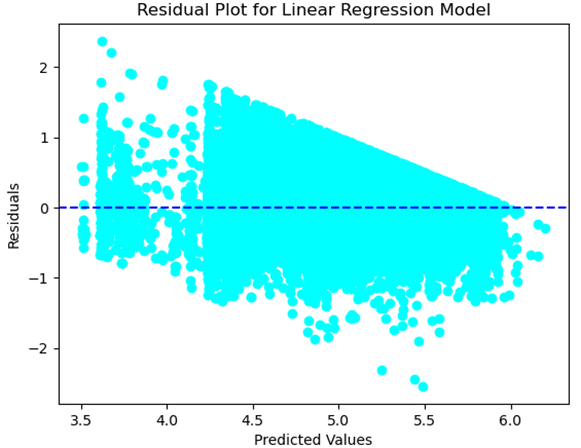 Residual Plot for Linear Regression Model
2
1
0
−1
−2
Residuals
3.5 4.0 4.5 5.0 5.5 6.0
Predicted Values